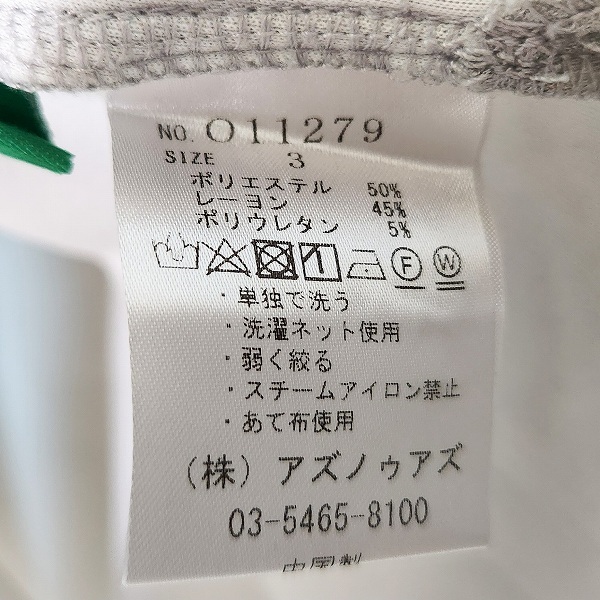 NO. O11279
SIZE 3
ポリエステル 50%
レーヨン 45%
ポリウレタン 5%
F W
・単独で洗う
・洗濯ネット使用
・弱く絞る
・スチームアイロン禁止
・あて布使用
(株) アズノゥアズ
03-5465-8100
中国製